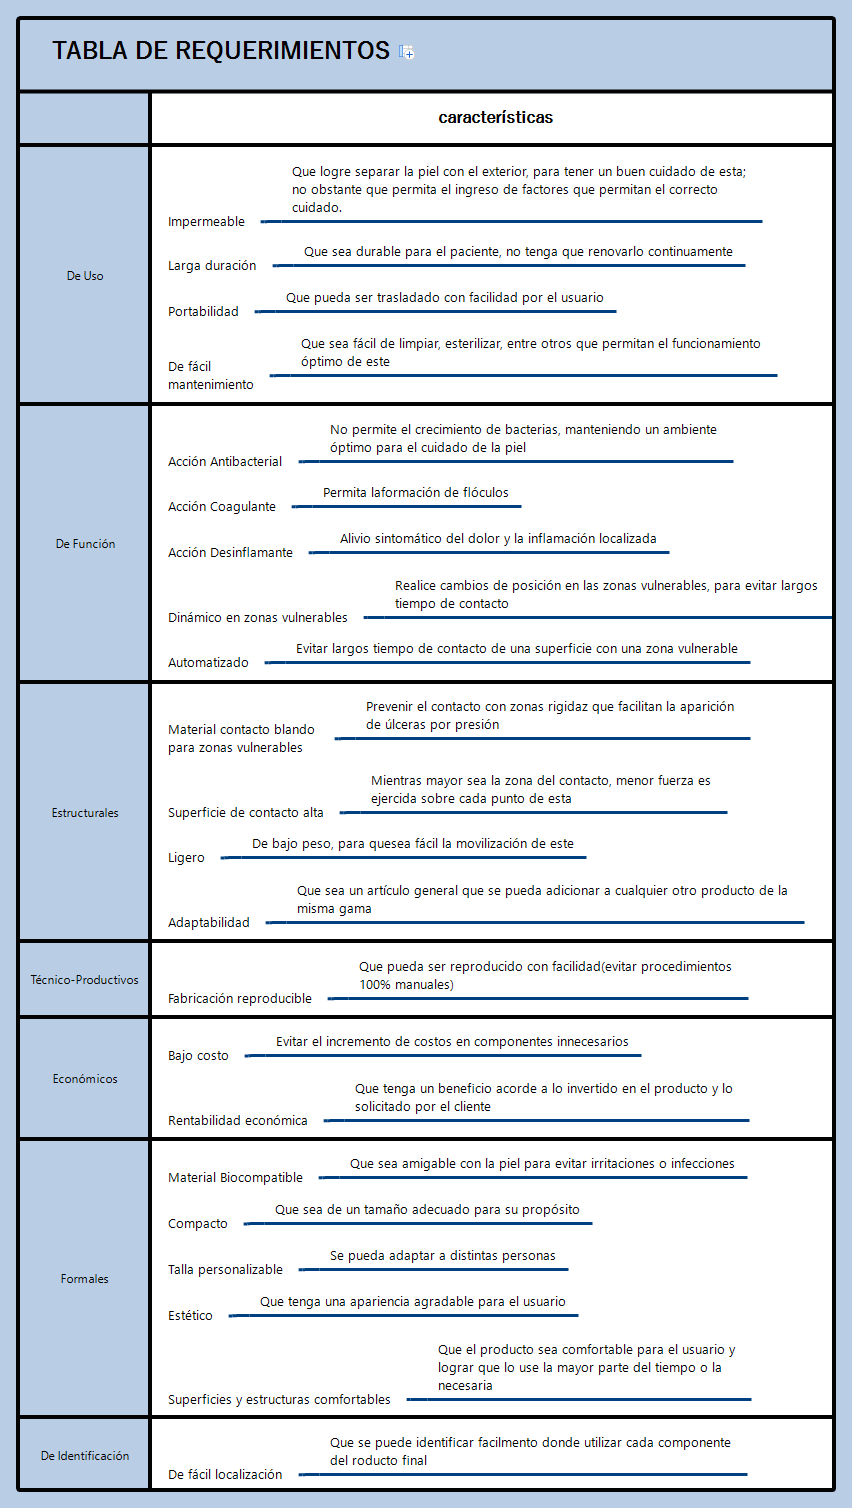 TABLA DE REQUERIMIENTOS
características
De Uso
Que logre separar la piel con el exterior, para tener un buen cuidado de esta;
no obstante que permita el ingreso de factores que permitan el correcto
cuidado.
Impermeable
Que sea durable para el paciente, no tenga que renovarlo continuamente
Larga duración
Que pueda ser trasladado con facilidad por el usuario
Portabilidad
Que sea fácil de limpiar, esterilizar, entre otros que permitan el funcionamiento
óptimo de este
De fácil
mantenimiento
De Función
No permite el crecimiento de bacterias, manteniendo un ambiente
óptimo para el cuidado de la piel
Acción Antibacterial
Permita laformación de flóculos
Acción Coagulante
Alivio sintomático del dolor y la inflamación localizada
Acción Desinflamante
Realice cambios de posición en las zonas vulnerables, para evitar largos
tiempo de contacto
Dinámico en zonas vulnerables
Evitar largos tiempo de contacto de una superficie con una zona vulnerable
Automatizado
Estructurales
Prevenir el contacto con zonas rigidaz que facilitan la aparición
de úlceras por presión
Material contacto blando
para zonas vulnerables
Mientras mayor sea la zona del contacto, menor fuerza es
ejercida sobre cada punto de esta
Superficie de contacto alta
De bajo peso, para quesea fácil la movilización de este
Ligero
Que sea un artículo general que se pueda adicionar a cualquier otro producto de la
misma gama
Adaptabilidad
Técnico-Productivos
Que pueda ser reproducido con facilidad(evitar procedimientos
100% manuales)
Fabricación reproducible
Económicos
Evitar el incremento de costos en componentes innecesarios
Bajo costo
Que tenga un beneficio acorde a lo invertido en el producto y lo
solicitado por el cliente
Rentabilidad económica
Formales
Que sea amigable con la piel para evitar irritaciones o infecciones
Material Biocompatible
Que sea de un tamaño adecuado para su propósito
Compacto
Se pueda adaptar a distintas personas
Talla personalizable
Que tenga una apariencia agradable para el usuario
Estético
Que el producto sea comfortable para el usuario y
lograr que lo use la mayor parte del tiempo o la
necesaria
Superficies y estructuras comfortables
De Identificación
Que se puede identificar facilmento donde utilizar cada componente
del roducto final
De fácil localización